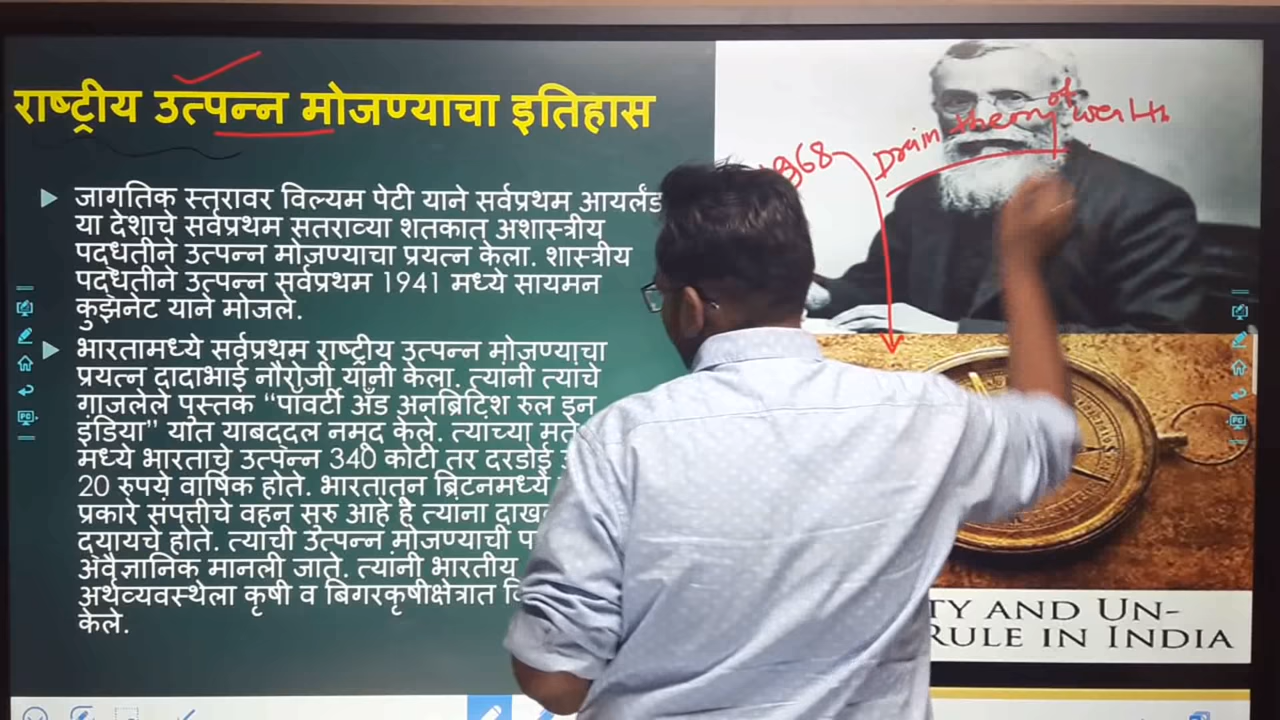 राष्ट्रीय उत्पन्न मोजण्याचा इतिहास
जागतिक स्तरावर विल्यम पेटी याने सर्वप्रथम आयर्लंड
या देशाचे सर्वप्रथम सतराव्या शतकात अशास्त्रीय
पद्धतीने उत्पन्न मोजण्याचा प्रयत्न केला. शास्त्रीय
पद्धतीने उत्पन्न सर्वप्रथम 1941 मध्ये सायमन
कुझनेट याने मोजले.
भारतामध्ये सर्वप्रथम राष्ट्रीय उत्पन्न मोजण्यांचा
प्रयत्न दादाभाई नौरोजी यांनी केला. त्यांनी त्यांचे
गाजलेले पुस्तक “पॉवर्टी अँड अनब्रिटिश रुल इन
इंडिया” यांत याबद्दल नमूद केले. त्यांच्या मते
मध्ये भारताचे उत्पन्न 340 कोटी तर दरडोई
20 रुपये वार्षिक होते. भारतातून ब्रिटनमध्ये
प्रकारे संपत्तीचे वहन सुरु आहे हे त्यांना
द्यायचे होते. त्यांची उत्पन्न मोजण्याची
अवैज्ञानिक मानली जाते. त्यांनी भारतीय
अर्थव्यवस्थेला कृषी व बिगरकृषीक्षेत्रात
केले.
968
Drain theory of wealth
TY AND UN-
RULE IN INDIA